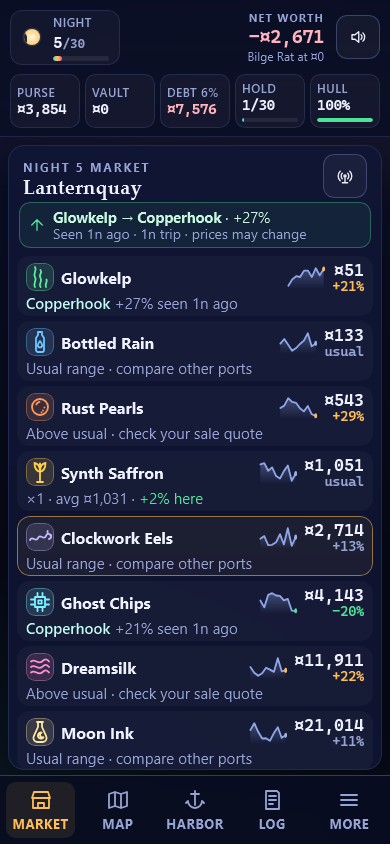 NIGHT
5/30
NET WORTH
−¤2,671
Bilge Rat at ¤0
PURSE
¤3,854
VAULT
¤0
DEBT 6%
¤7,576
HOLD
1/30
HULL
100%
NIGHT 5 MARKET
Lanternquay
Glowkelp → Copperhook · +27%
Seen 1n ago · 1n trip · prices may change
Glowkelp
¤51
+21%
Copperhook +27% seen 1n ago
Bottled Rain
¤133
usual
Usual range · compare other ports
Rust Pearls
¤543
+29%
Above usual · check your sale quote
Synth Saffron
¤1,051
usual
×1 · avg ¤1,031 · +2% here
Clockwork Eels
¤2,714
+13%
Usual range · compare other ports
Ghost Chips
¤4,143
−20%
Copperhook +21% seen 1n ago
Dreamsilk
¤11,911
+22%
Above usual · check your sale quote
Moon Ink
¤21,014
+11%
Usual range · compare other ports
MARKET
MAP
HARBOR
LOG
MORE